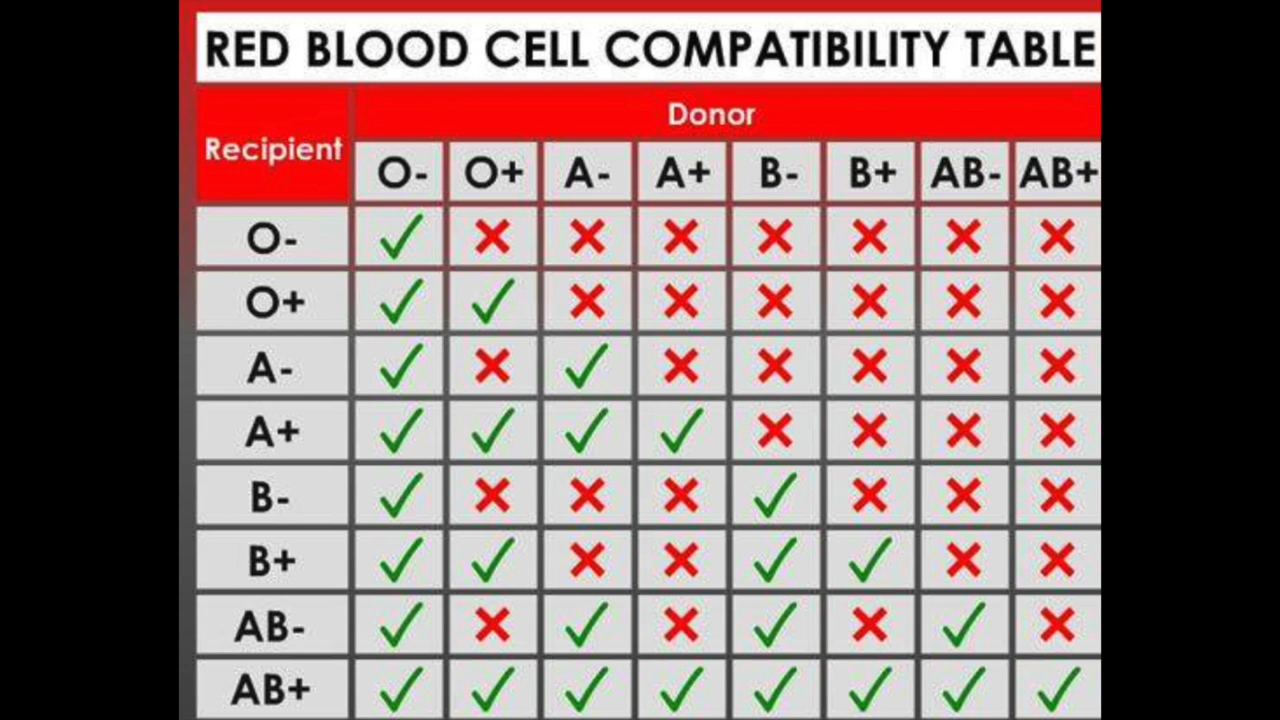 RED BLOOD CELL COMPATIBILITY TABLE
Recipient
Donor
O- O+ A- A+ B- B+ AB- AB+
O-
O+
A-
A+
B-
B+
AB-
AB+